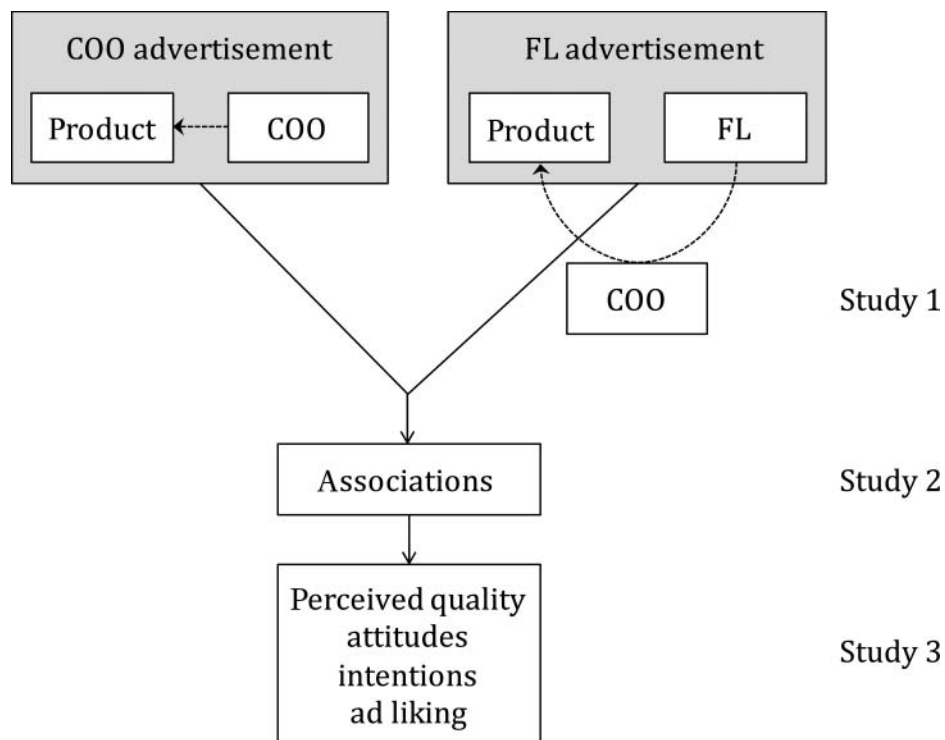 COO advertisement
Product
COO
FL advertisement
Product
FL
COO
Study 1
Associations
Study 2
Perceived quality
attitudes
intentions
ad liking
Study 3